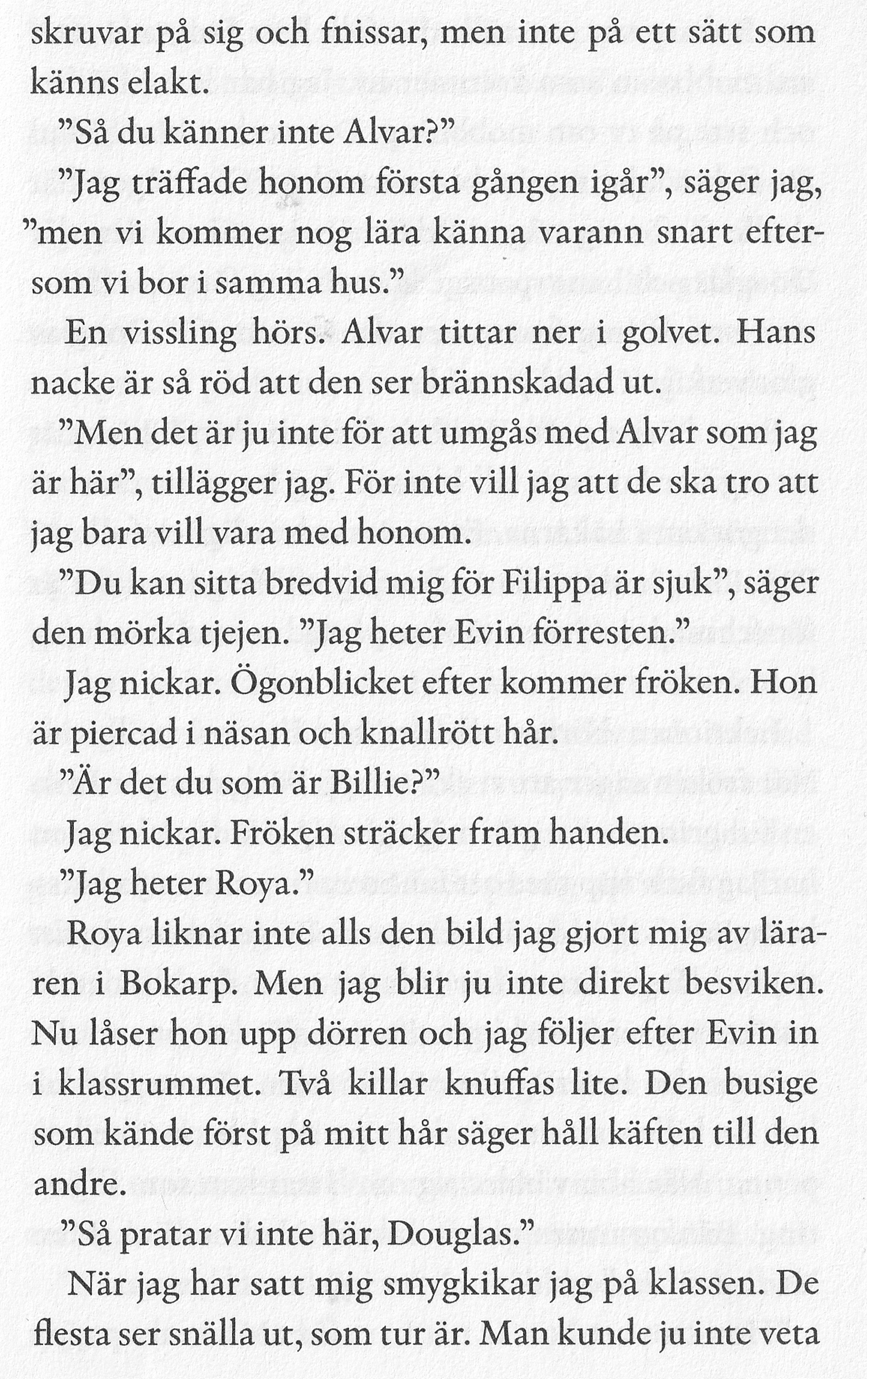 skruvar på sig och fnissar, men inte på ett sätt som
känns elakt.
”Så du känner inte Alvar?”
”Jag träffade honom första gången igår”, säger jag,
”men vi kommer nog lära känna varann snart efter-
som vi bor i samma hus.”
En vissling hörs. Alvar tittar ner i golvet. Hans
nacke är så röd att den ser brännskadad ut.
”Men det är ju inte för att umgås med Alvar som jag
är här”, tillägger jag. För inte vill jag att de ska tro att
jag bara vill vara med honom.
”Du kan sitta bredvid mig för Filippa är sjuk”, säger
den mörka tjejen. ”Jag heter Evin förresten.”
Jag nickar. Ögonblicket efter kommer fröken. Hon
är piercad i näsan och knallrött hår.
”Är det du som är Billie?”
Jag nickar. Fröken sträcker fram handen.
”Jag heter Roya.”
Roya liknar inte alls den bild jag gjort mig av lära-
ren i Bokarp. Men jag blir ju inte direkt besviken.
Nu låser hon upp dörren och jag följer efter Evin in
i klassrummet. Två killar knuffas lite. Den busige
som kände först på mitt hår säger håll käften till den
andre.
”Så pratar vi inte här, Douglas.”
När jag har satt mig smygkikar jag på klassen. De
flesta ser snälla ut, som tur är. Man kunde ju inte veta